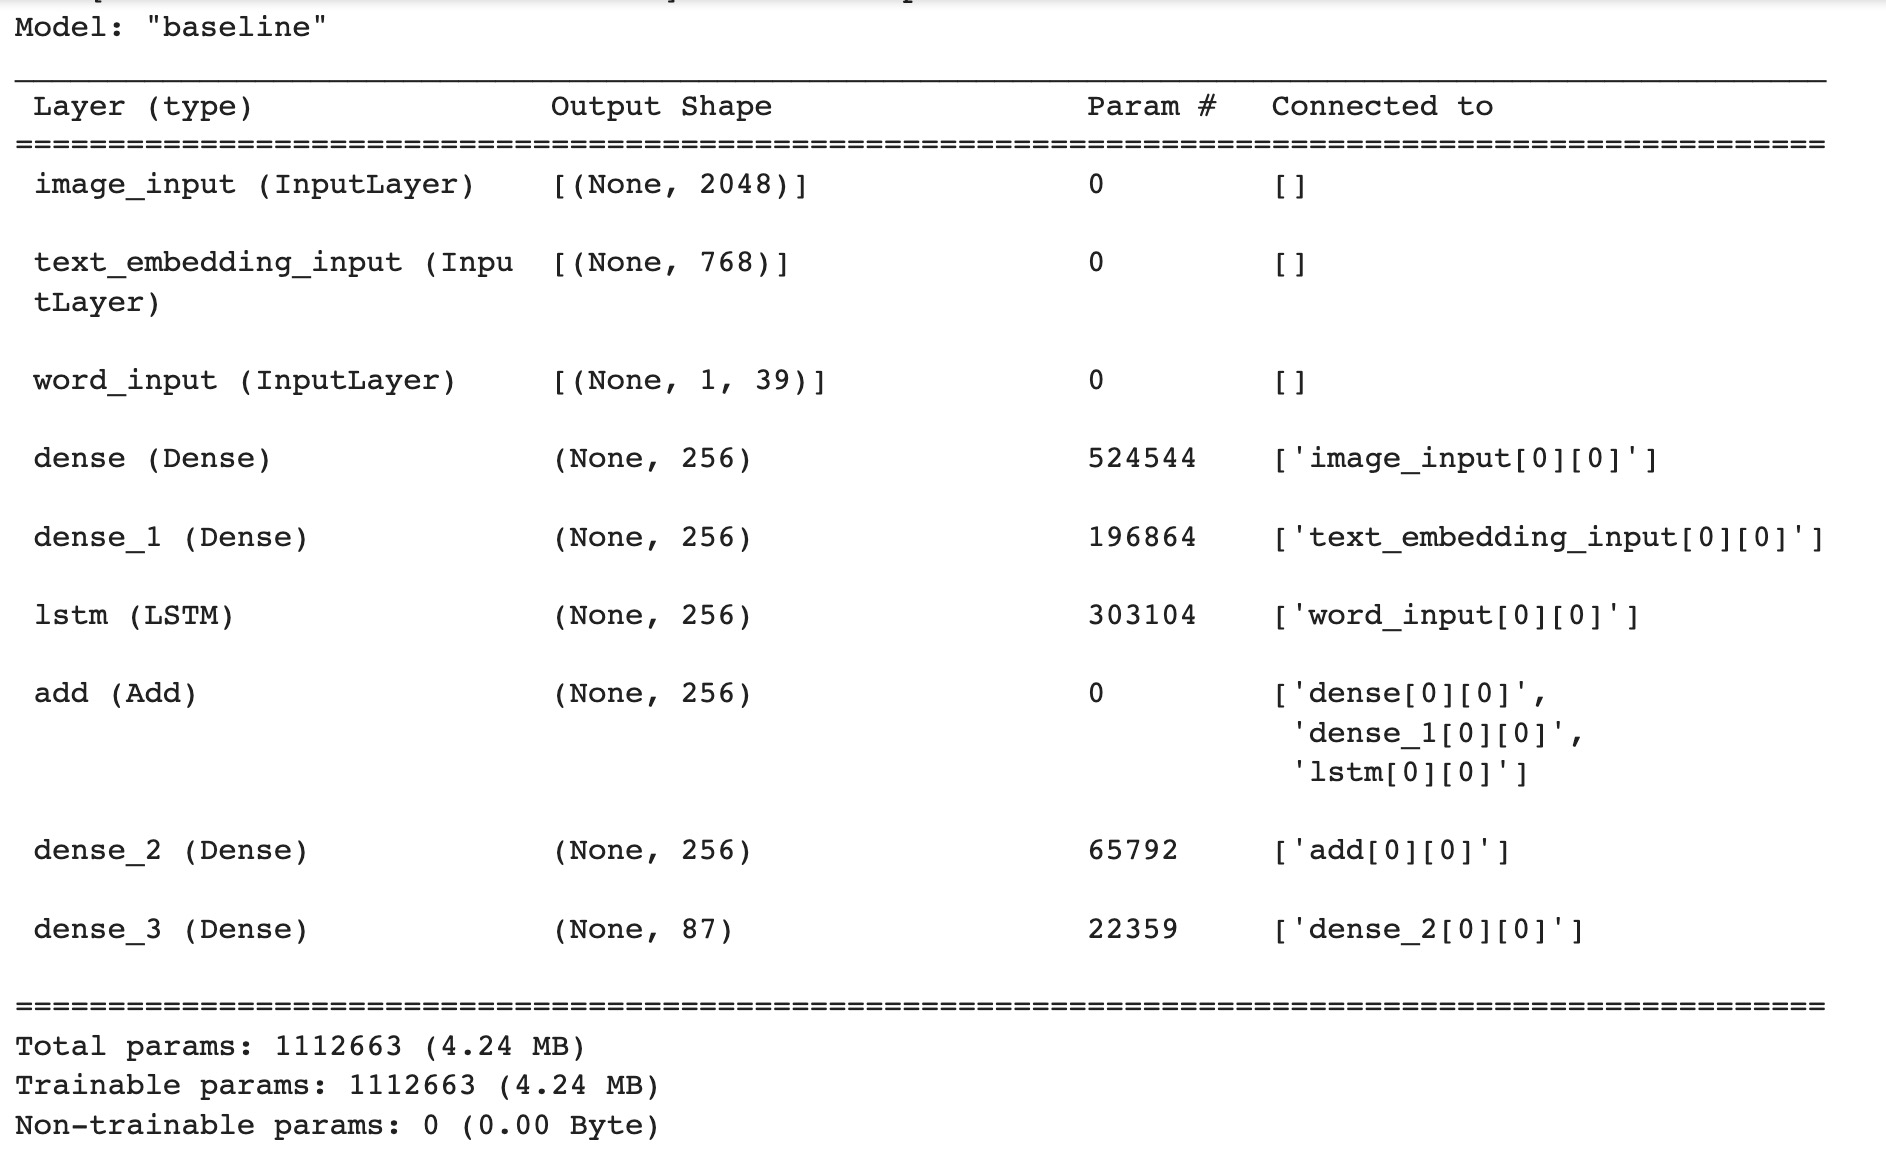 Model: "baseline"
Layer (type) Output Shape Param # Connected to
image_input (InputLayer) [(None, 2048)] 0 []
text_embedding_input (Inpu [(None, 768)] 0 []
tLayer)
word_input (InputLayer) [(None, 1, 39)] 0 []
dense (Dense) (None, 256) 524544 ['image_input[0][0]']
dense_1 (Dense) (None, 256) 196864 ['text_embedding_input[0][0]']
lstm (LSTM) (None, 256) 303104 ['word_input[0][0]']
add (Add) (None, 256) 0 ['dense[0][0]',
'dense_1[0][0]',
'lstm[0][0]']
dense_2 (Dense) (None, 256) 65792 ['add[0][0]']
dense_3 (Dense) (None, 87) 22359 ['dense_2[0][0]']
Total params: 1112663 (4.24 MB)
Trainable params: 1112663 (4.24 MB)
Non-trainable params: 0 (0.00 Byte)